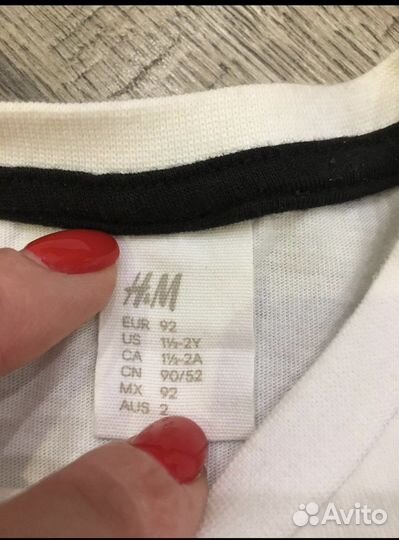 H&M
EUR 92
US 1½-2Y
CA 1½-2A
CN 90/52
MX 92
AUS 2
Avito